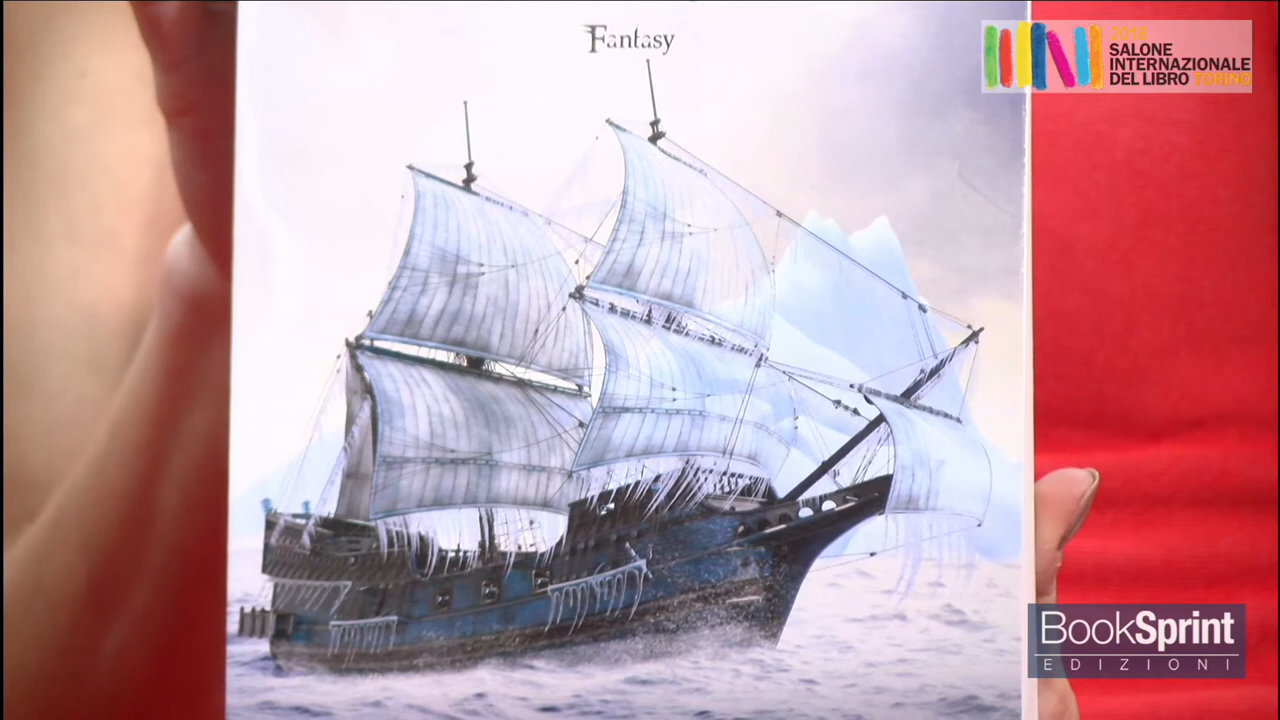 Fantasy
2018
SALONE
INTERNAZIONALE
DEL LIBRO TORINO
BookSprint
EDIZIONI